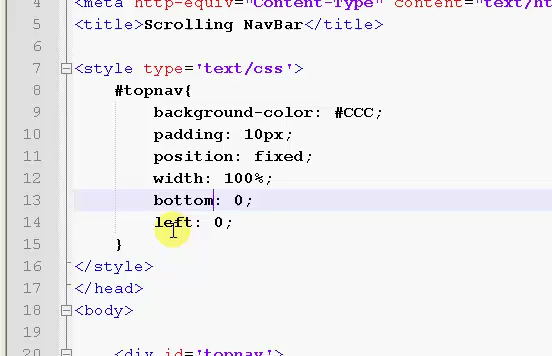 4 <meta http-equiv="Content-Type" content="text/ht
5 <title>Scrolling NavBar</title>
6
7 <style type='text/css'>
8 #topnav{
9 background-color: #CCC;
10 padding: 10px;
11 position: fixed;
12 width: 100%;
13 bottom: 0;
14 left: 0;
15 }
16 </style>
17 </head>
18 <body>
19
20 <div id='topnav'>